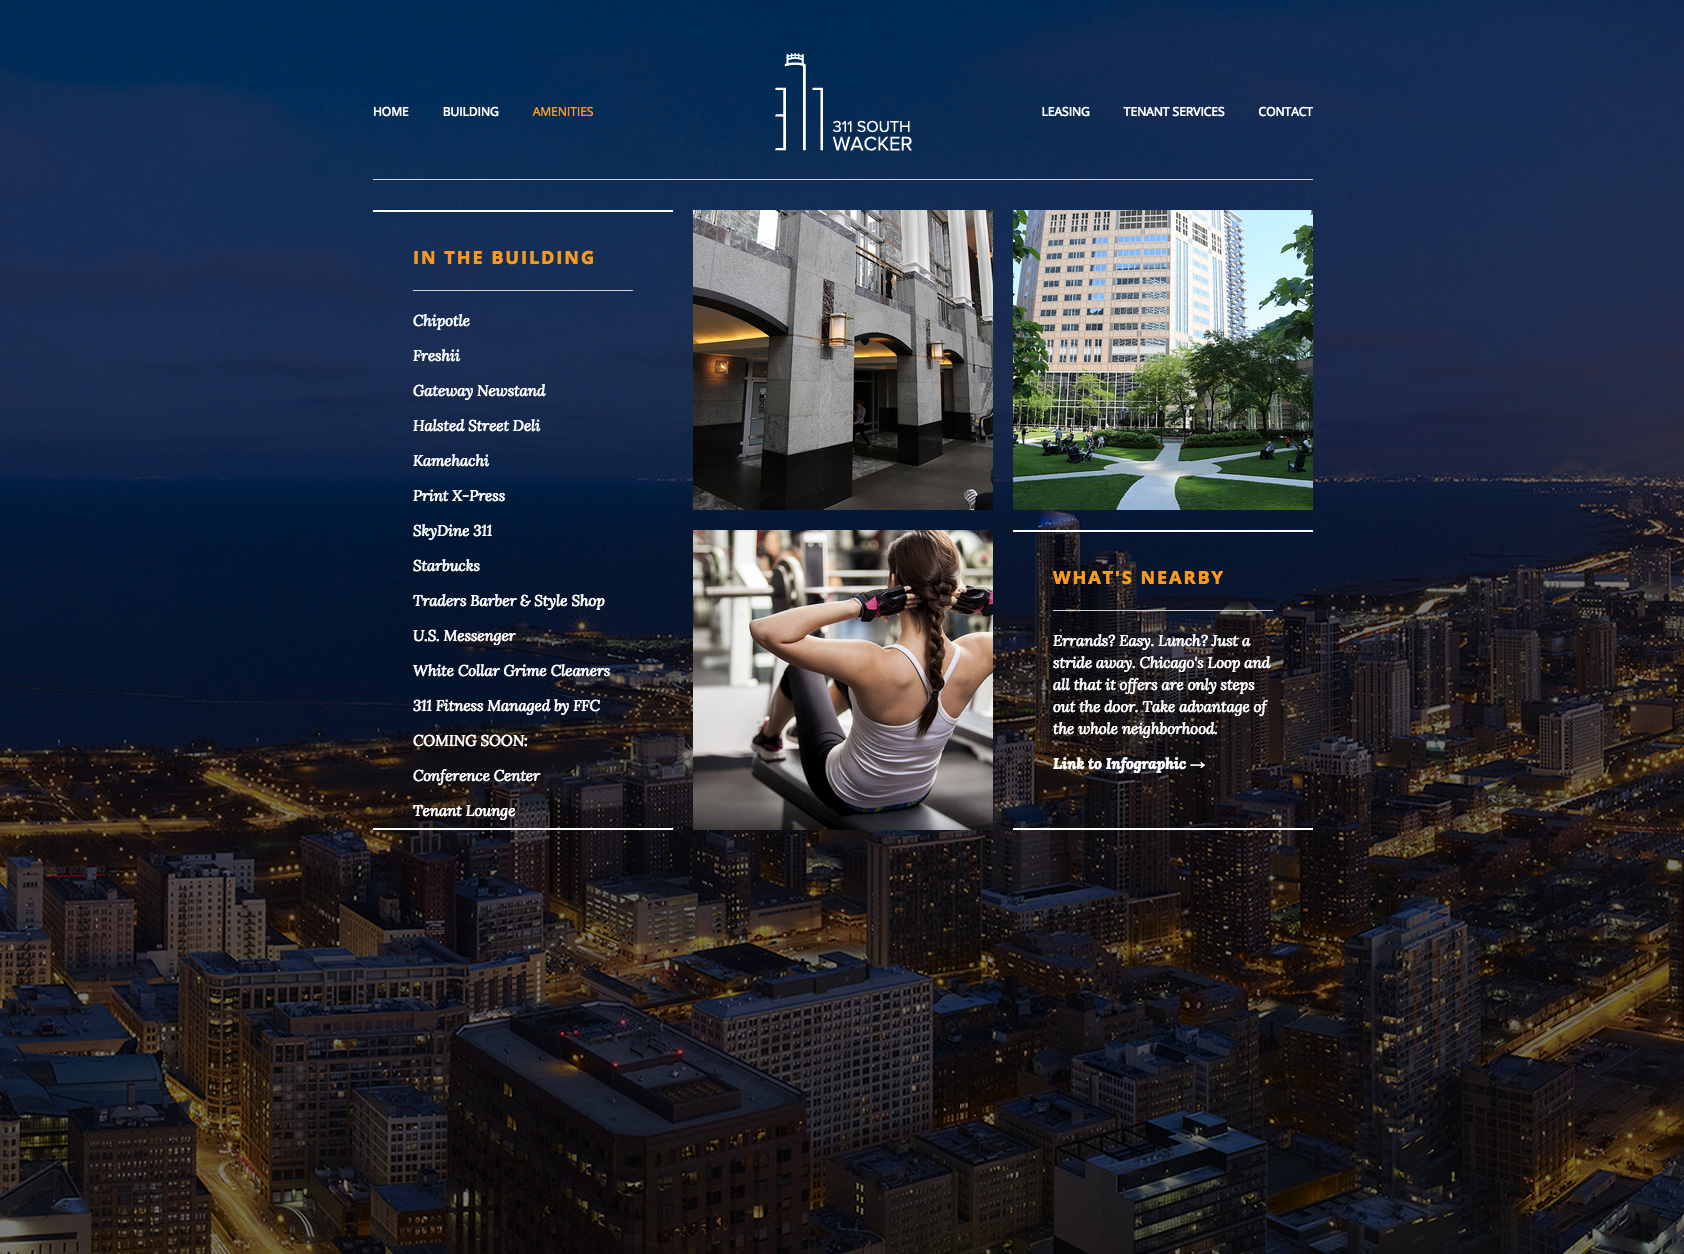 HOME
BUILDING
AMENITIES
311 SOUTH
WACKER
LEASING
TENANT SERVICES
CONTACT
IN THE BUILDING
Chipotle
Freshii
Gateway Newstand
Halsted Street Deli
Kamehachi
Print X-Press
SkyDine 311
Starbucks
Traders Barber & Style Shop
U.S. Messenger
White Collar Grime Cleaners
311 Fitness Managed by FFC
COMING SOON:
Conference Center
Tenant Lounge
WHAT'S NEARBY
Errands? Easy. Lunch? Just a
stride away. Chicago's Loop and
all that it offers are only steps
out the door. Take advantage of
the whole neighborhood.
Link to Infographic →